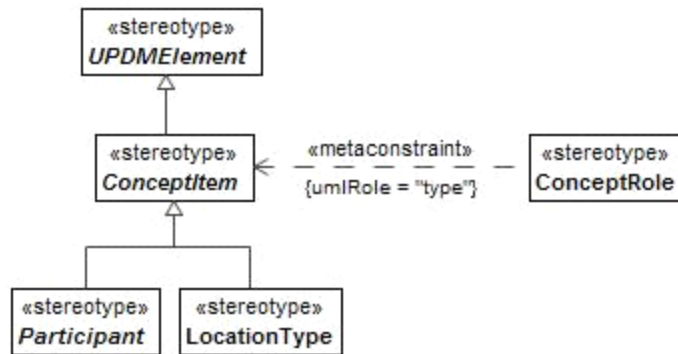 «stereotype»
UPDMElement
«stereotype»
ConceptItem
«metaconstraint»
{umlRole = "type"}
«stereotype»
ConceptRole
«stereotype»
Participant
«stereotype»
LocationType